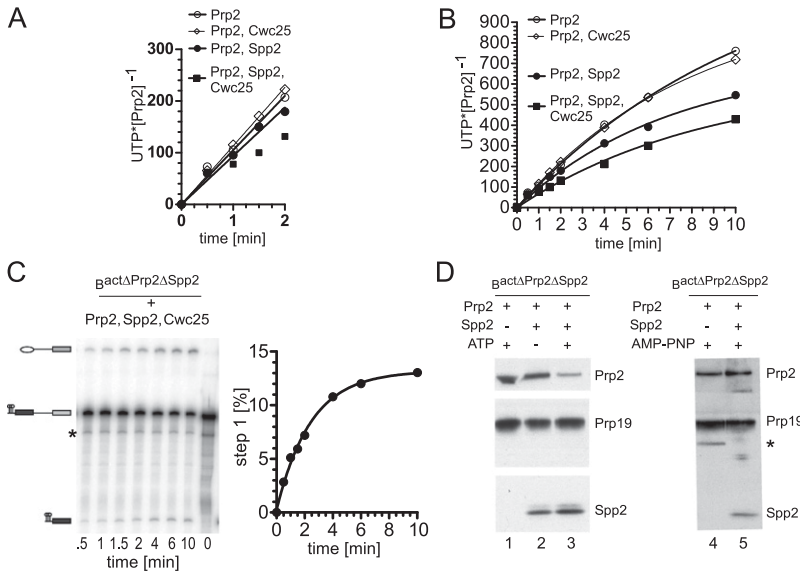 A
Prp2
Prp2, Cwc25
Prp2, Spp2
Prp2, Spp2,
Cwc25
UTP*[Prp2]-1
300
200
100
0
0 1 2
time [min]
B
Prp2
Prp2, Cwc25
Prp2, Spp2
Prp2, Spp2,
Cwc25
UTP*[Prp2]-1
900
800
700
600
500
400
300
200
100
0
0 1 2 3 4 5 6 7 8 9 10
time [min]
C
BactΔPrp2ΔSpp2
+
Prp2, Spp2, Cwc25
*
.5 1 1.5 2 4 6 10 0
time [min]
step 1 [%]
15
10
5
0
0 2 4 6 8 10
time [min]
D
BactΔPrp2ΔSpp2
Prp2 + + +
Spp2 - + +
ATP + - +
Prp2
Prp19
Spp2
1 2 3
BactΔPrp2ΔSpp2
Prp2 + +
Spp2 - +
AMP-PNP + +
Prp2
Prp19
*
Spp2
4 5